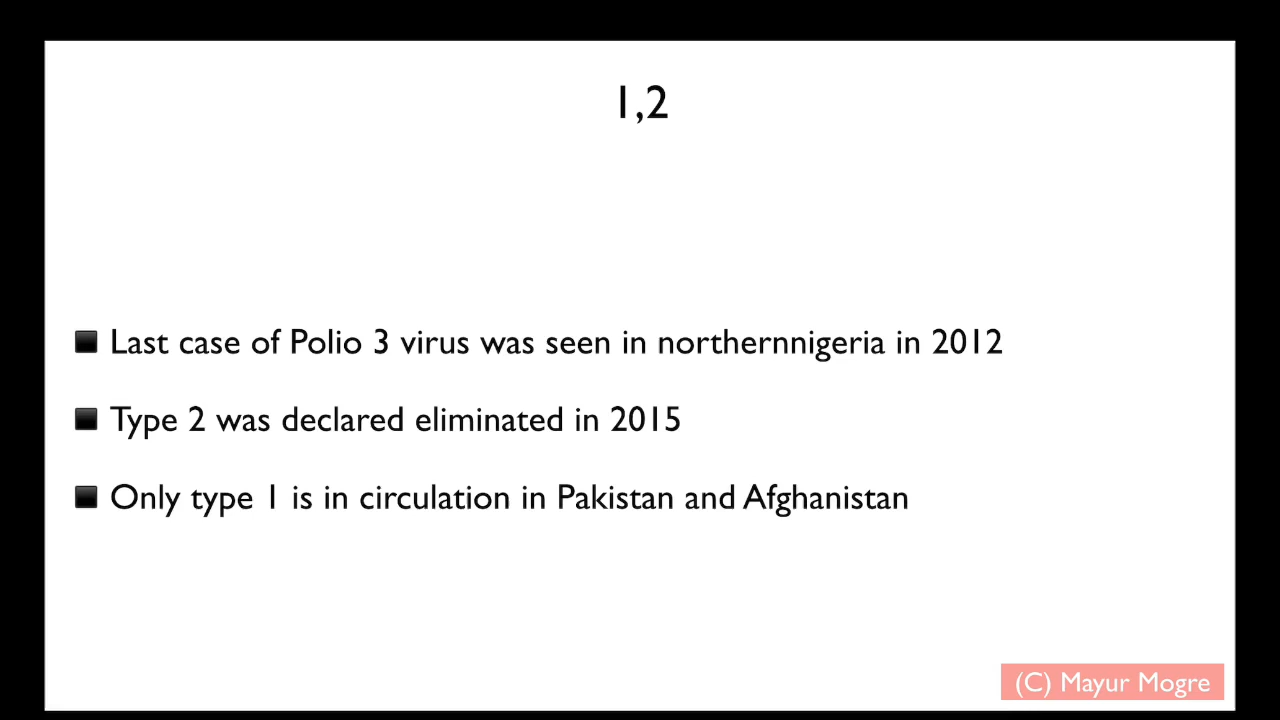 1,2
Last case of Polio 3 virus was seen in northernnigeria in 2012
Type 2 was declared eliminated in 2015
Only type 1 is in circulation in Pakistan and Afghanistan
(C) Mayur Mogre